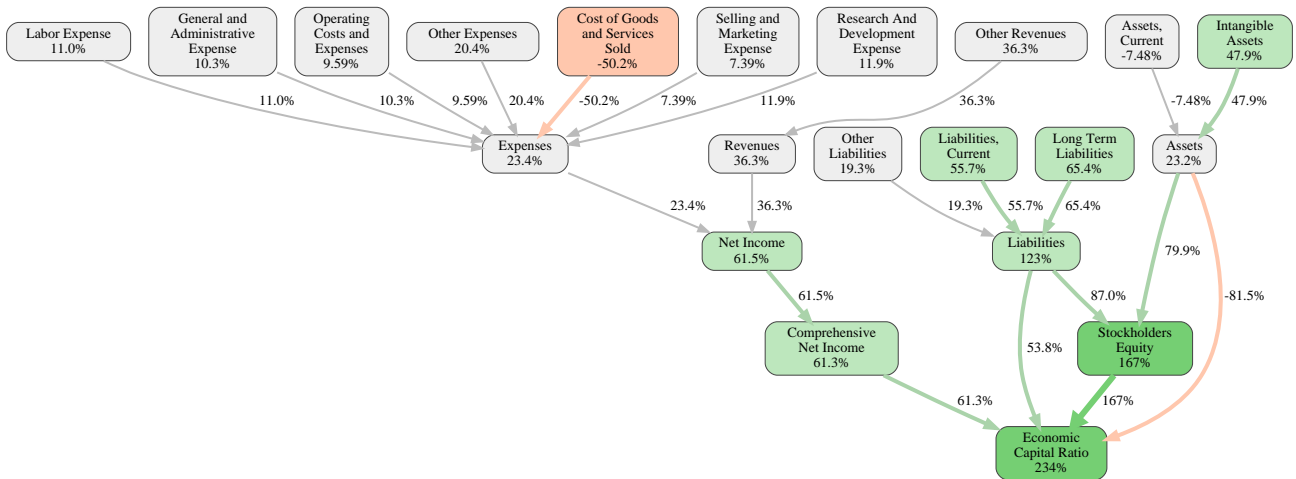 Labor Expense
11.0%
General and
Administrative
Expense
10.3%
Operating
Costs and
Expenses
9.59%
Other Expenses
20.4%
Cost of Goods
and Services
Sold
-50.2%
Selling and
Marketing
Expense
7.39%
Research And
Development
Expense
11.9%
Other Revenues
36.3%
Assets,
Current
-7.48%
Intangible
Assets
47.9%
11.0%
10.3%
9.59%
20.4%
-50.2%
7.39%
11.9%
36.3%
-7.48%
47.9%
Expenses
23.4%
Revenues
36.3%
Other
Liabilities
19.3%
Liabilities,
Current
55.7%
Long Term
Liabilities
65.4%
Assets
23.2%
23.4%
36.3%
19.3%
55.7%
65.4%
79.9%
Net Income
61.5%
Liabilities
123%
61.5%
87.0%
-81.5%
Comprehensive
Net Income
61.3%
53.8%
Stockholders
Equity
167%
61.3%
167%
Economic
Capital Ratio
234%